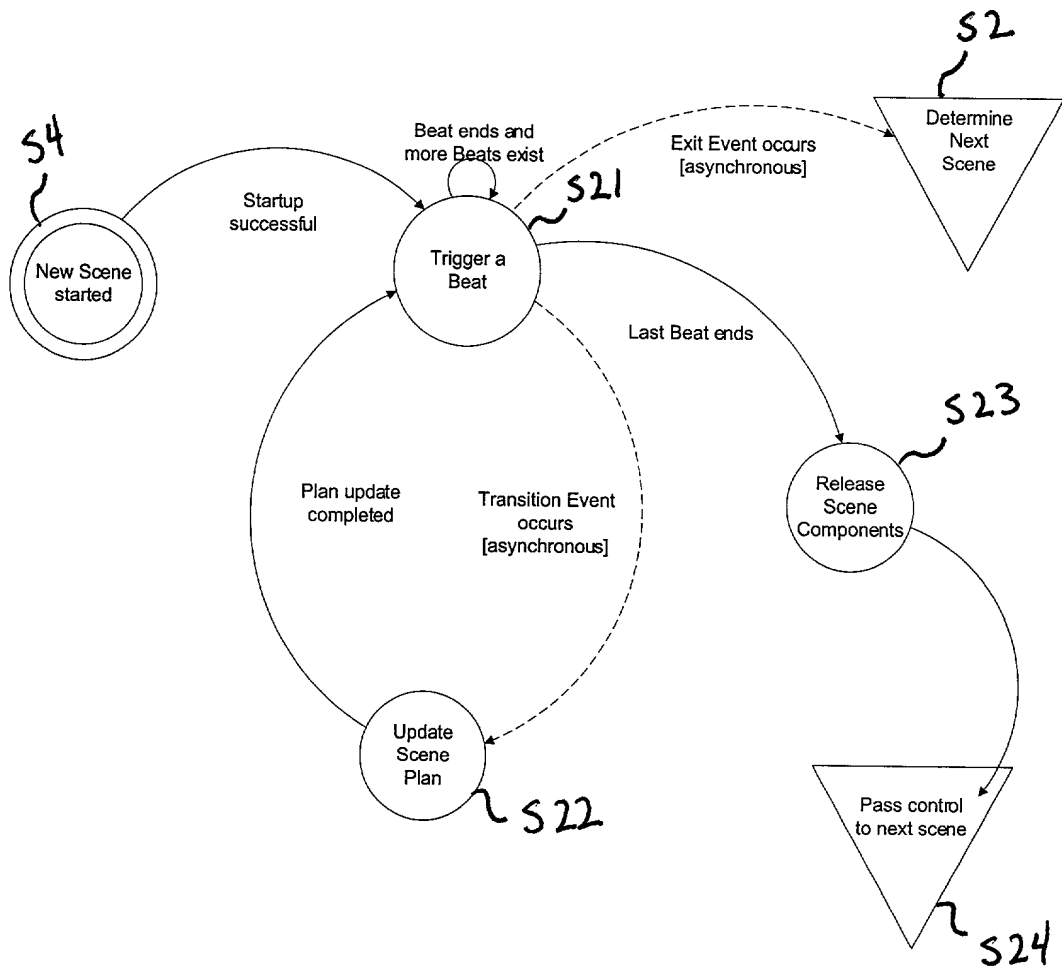 S2
Determine
Next
Scene
S4
Beat ends and
more Beats exist
Exit Event occurs
[asynchronous]
S21
Startup
successful
New Scene
started
Trigger a
Beat
Last Beat ends
S23
Release
Scene
Components
Plan update
completed
Transition Event
occurs
[asynchronous]
Update
Scene
Plan
S22
Pass control
to next scene
S24